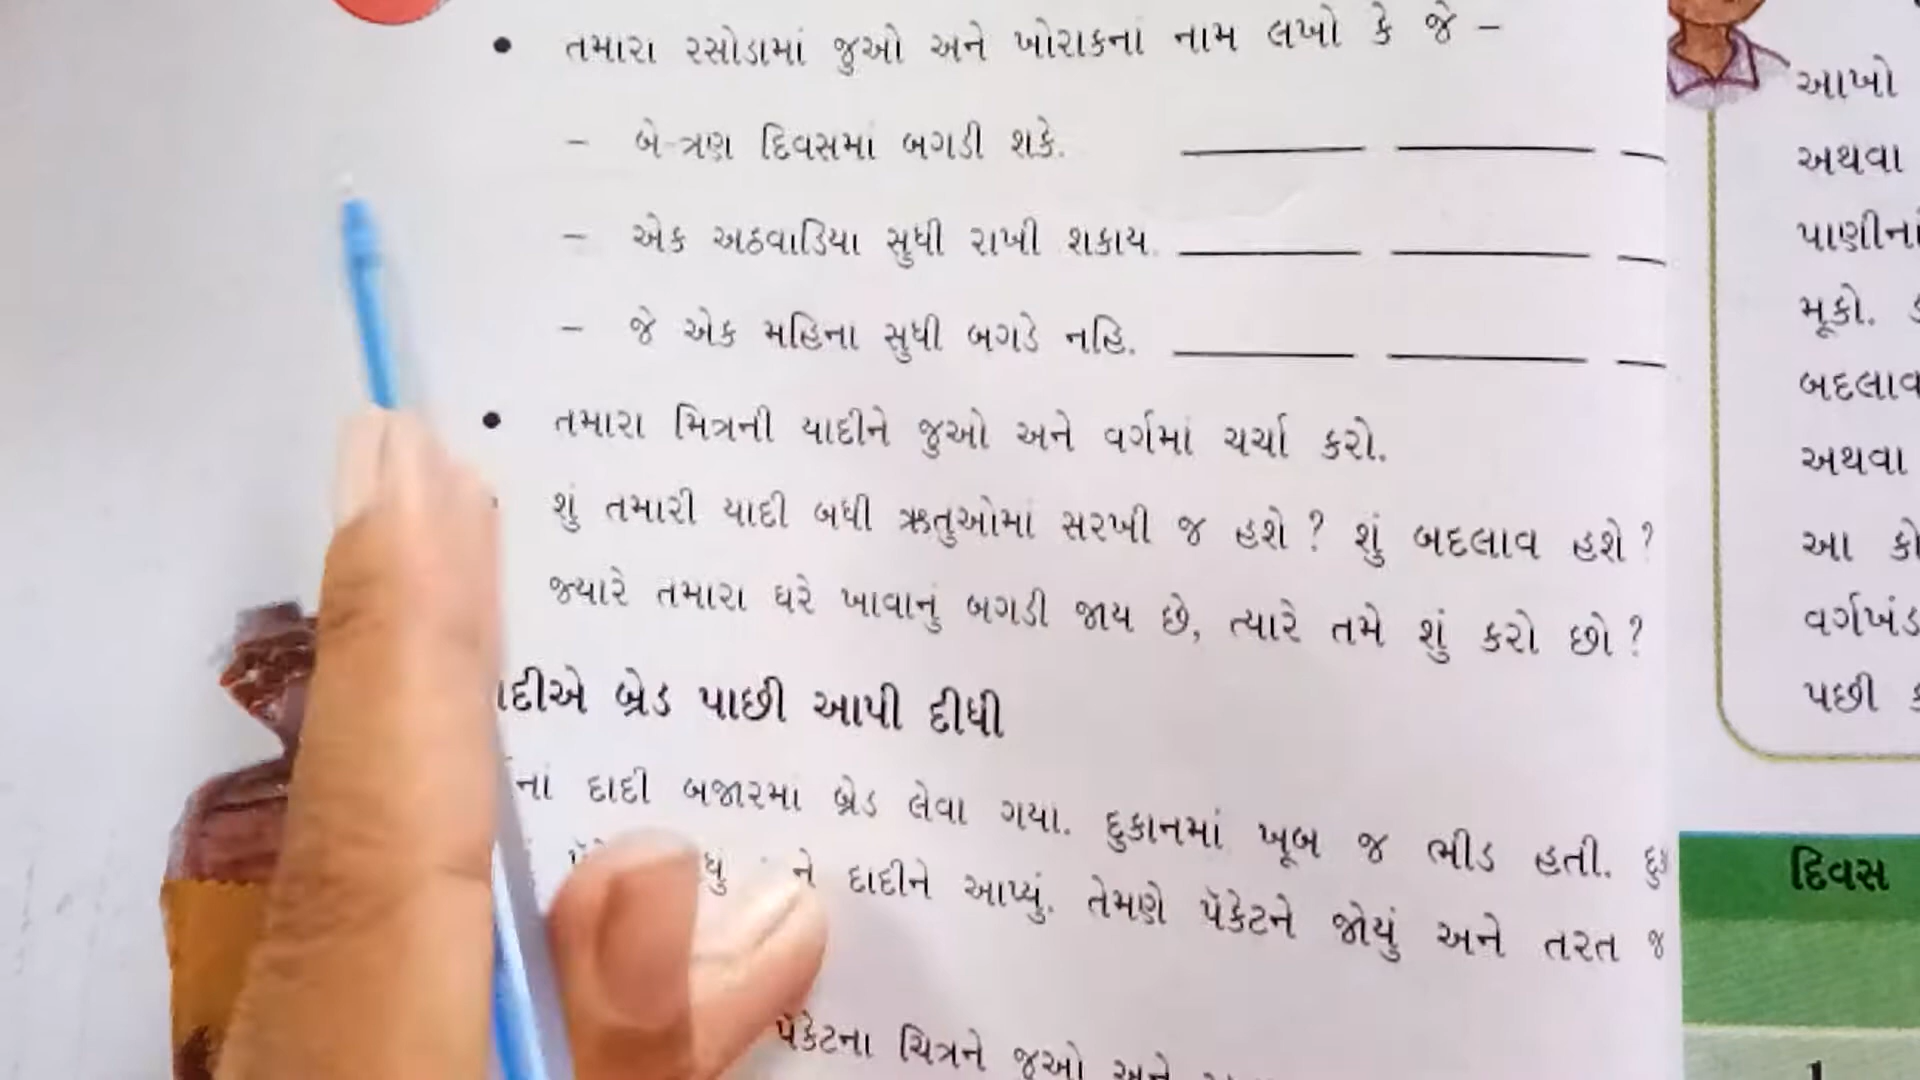 તમારા રસોડામાં જુઓ અને ખોરાકનાં નામ લખો કે જે –
– બે-ત્રણ દિવસમાં બગડી શકે.
– એક અઠવાડિયા સુધી રાખી શકાય.
– જે એક મહિના સુધી બગડે નહિ.
તમારા મિત્રની યાદીને જુઓ અને વર્ગમાં ચર્ચા કરો.
શું તમારી યાદી બધી ઋતુઓમાં સરખી જ હશે ? શું બદલાવ હશે ?
જ્યારે તમારા ઘરે ખાવાનું બગડી જાય છે, ત્યારે તમે શું કરો છો ?
બ્રેડ પાછી આપી દીધી
દાદી બજારમાં બ્રેડ લેવા ગયા. દુકાનમાં ખૂબ જ ભીડ હતી.
દાદીને આપ્યું. તેમણે પૅકેટને જોયું અને તરત જ
પૅકેટના ચિત્રને જુઓ અને
આખો
અથવા
પાણીનાં
મૂકો.
બદલાવ
અથવા
આ
વર્ગખંડ
પછી
દિવસ
1